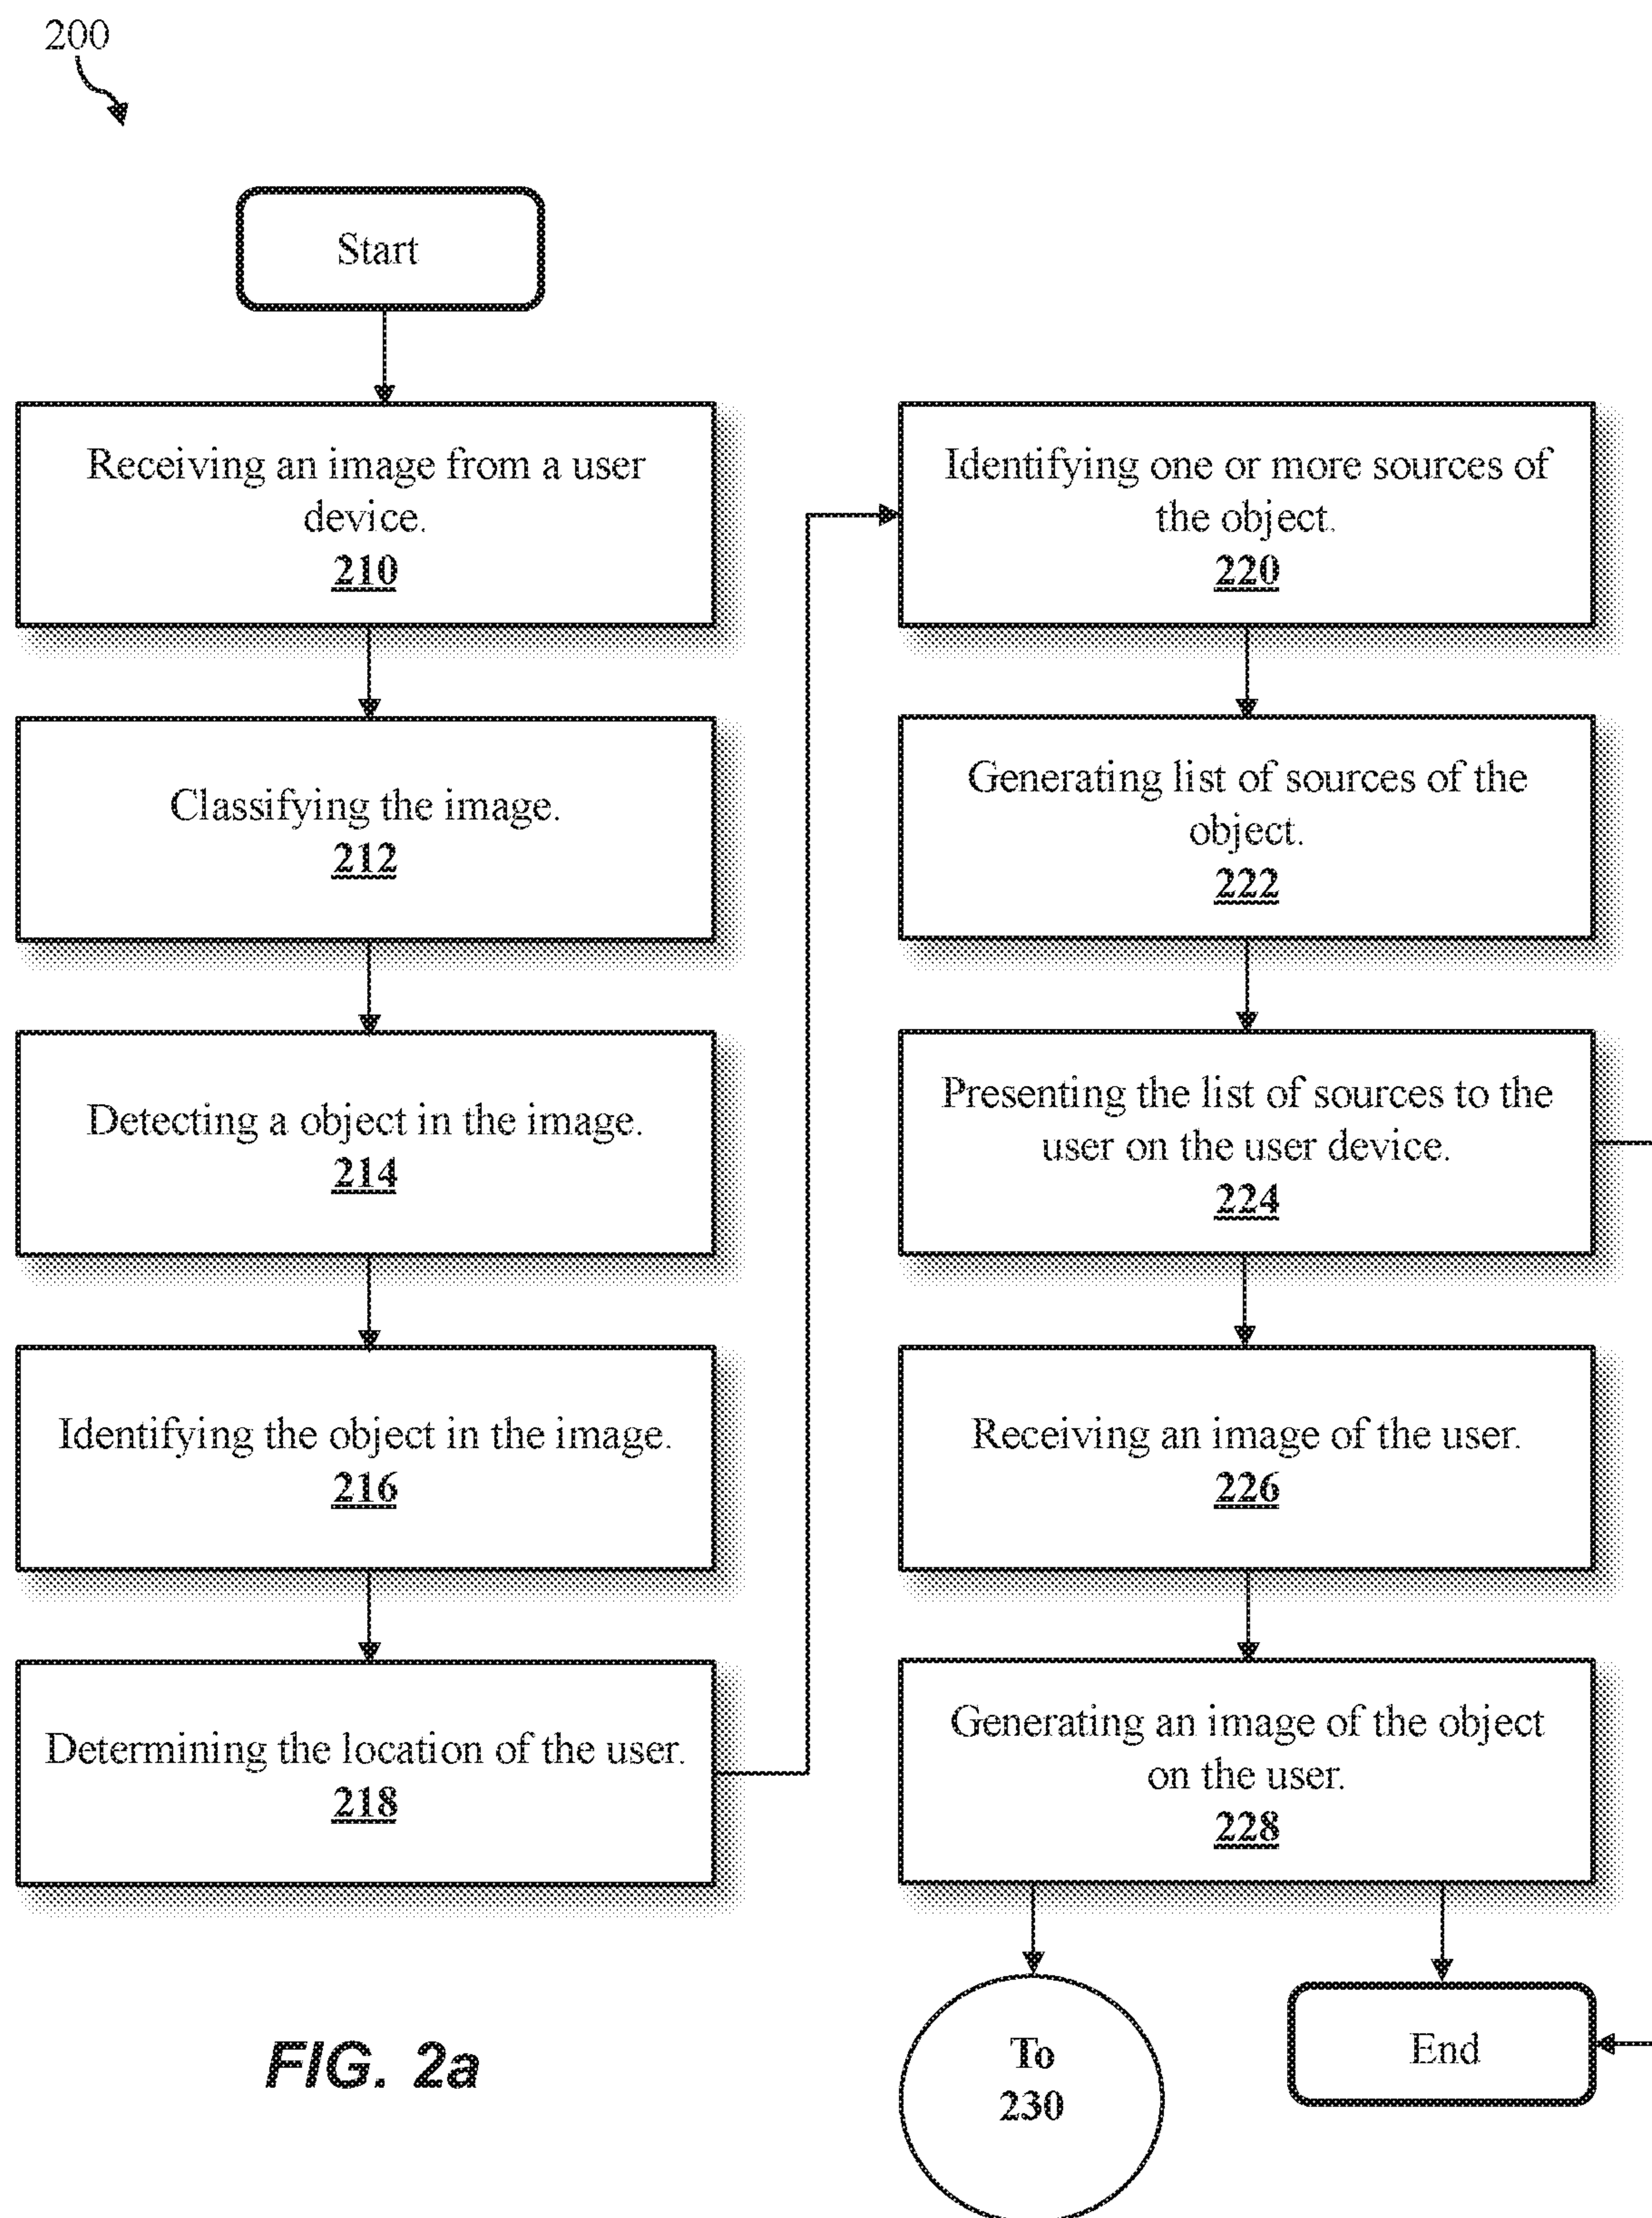 200
Start
Receiving an image from a user
device.
210
Classifying the image.
212
Detecting a object in the image.
214
Identifying the object in the image.
216
Determining the location of the user.
218
Identifying one or more sources of
the object.
220
Generating list of sources of the
object.
222
Presenting the list of sources to the
user on the user device.
224
Receiving an image of the user.
226
Generating an image of the object
on the user.
228
To
230
End
FIG. 2a